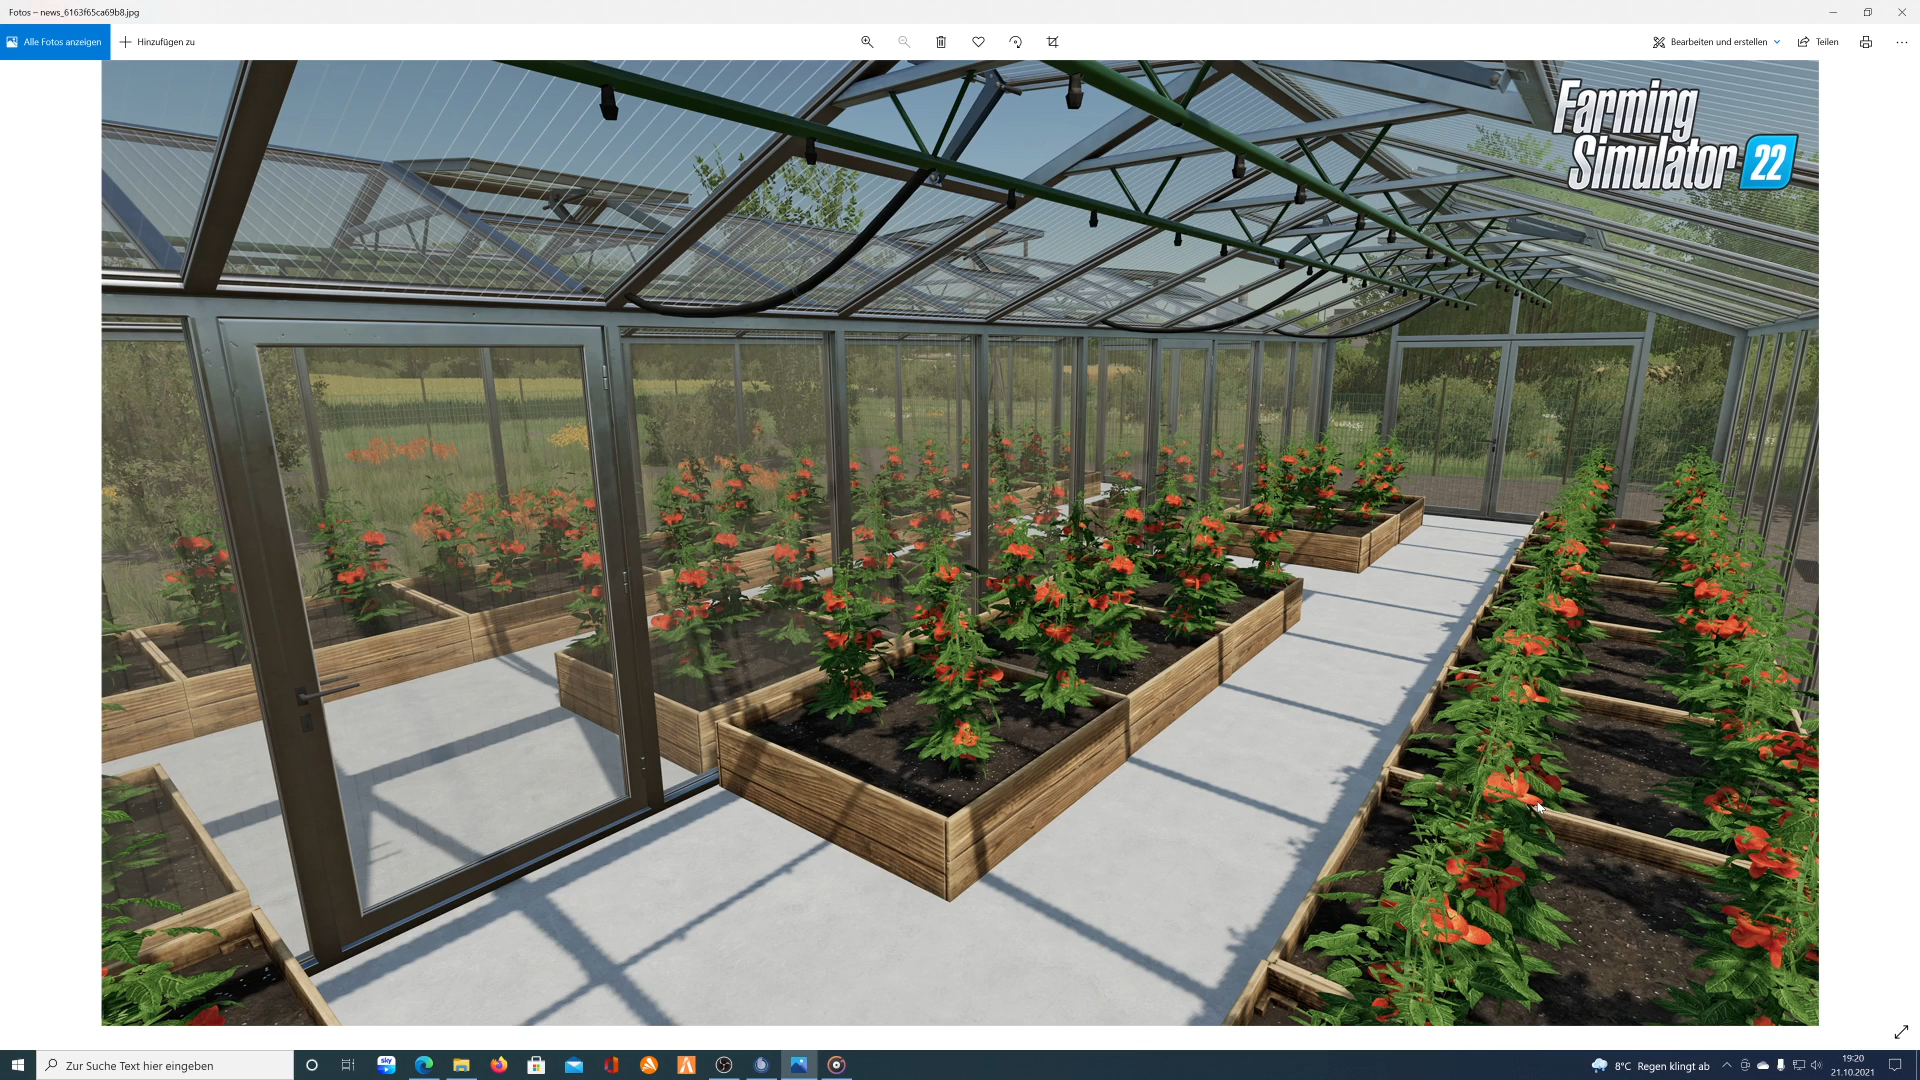 Fotos – news_6163f65ca69b8.jpg
Alle Fotos anzeigen
Hinzufügen zu
Bearbeiten und erstellen
Teilen
Farming
Simulator 22
Zur Suche Text hier eingeben
sky
8°C Regen klingt ab
19:20
21.10.2021